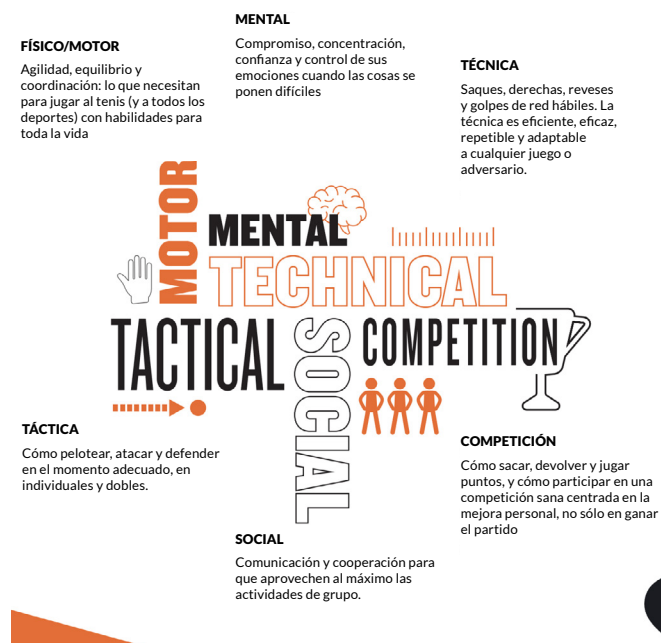 MENTAL
Compromiso, concentración,
confianza y control de sus
emociones cuando las cosas se
ponen difíciles
FÍSICO/MOTOR
Agilidad, equilibrio y
coordinación: lo que necesitan
para jugar al tenis (y a todos los
deportes) con habilidades para
toda la vida
TÉCNICA
Saques, derechas, reveses
y golpes de red hábiles. La
técnica es eficiente, eficaz,
repetible y adaptable
a cualquier juego o
adversario.
MOTOR
MENTAL
TECHNICAL
TACTICAL
SOCIAL
COMPETITION
TÁCTICA
Cómo pelotear, atacar y defender
en el momento adecuado, en
individuales y dobles.
COMPETICIÓN
Cómo sacar, devolver y jugar
puntos, y cómo participar en una
competición sana centrada en la
mejora personal, no sólo en ganar
el partido
SOCIAL
Comunicación y cooperación para
que aprovechen al máximo las
actividades de grupo.